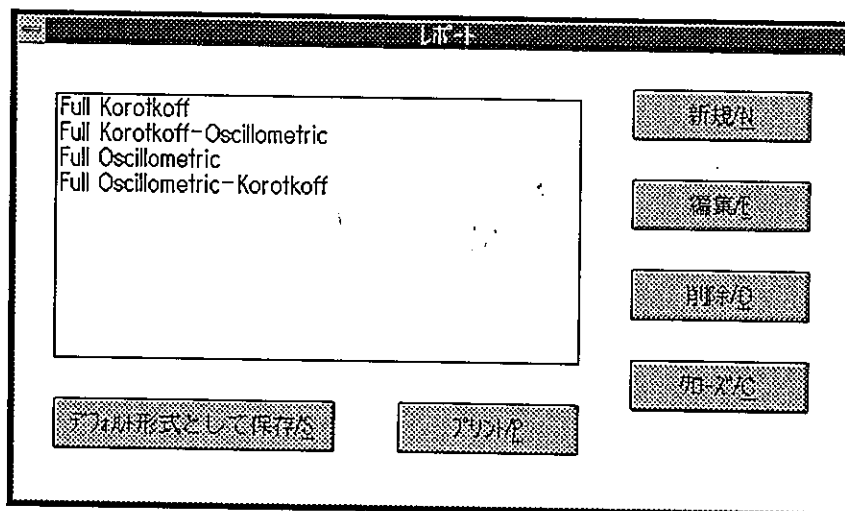 レポート
Full Korotkoff
Full Korotkoff-Oscillometric
Full Oscillometric
Full Oscillometric-Korotkoff
新規/N
編集/E
削除/D
クローズ/C
デフォルト形式として保存/S
プリント/P